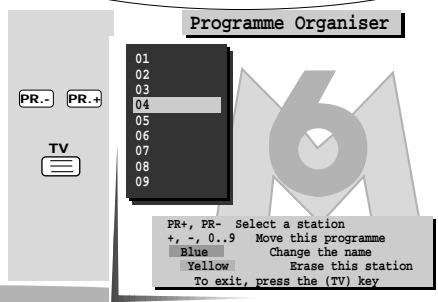 Programme Organiser
PR.- PR.+
TV
01
02
03
04
05
06
07
08
09
M6
PR+, PR- Select a station
+, -, 0..9 Move this programme
Blue Change the name
Yellow Erase this station
To exit, press the (TV) key